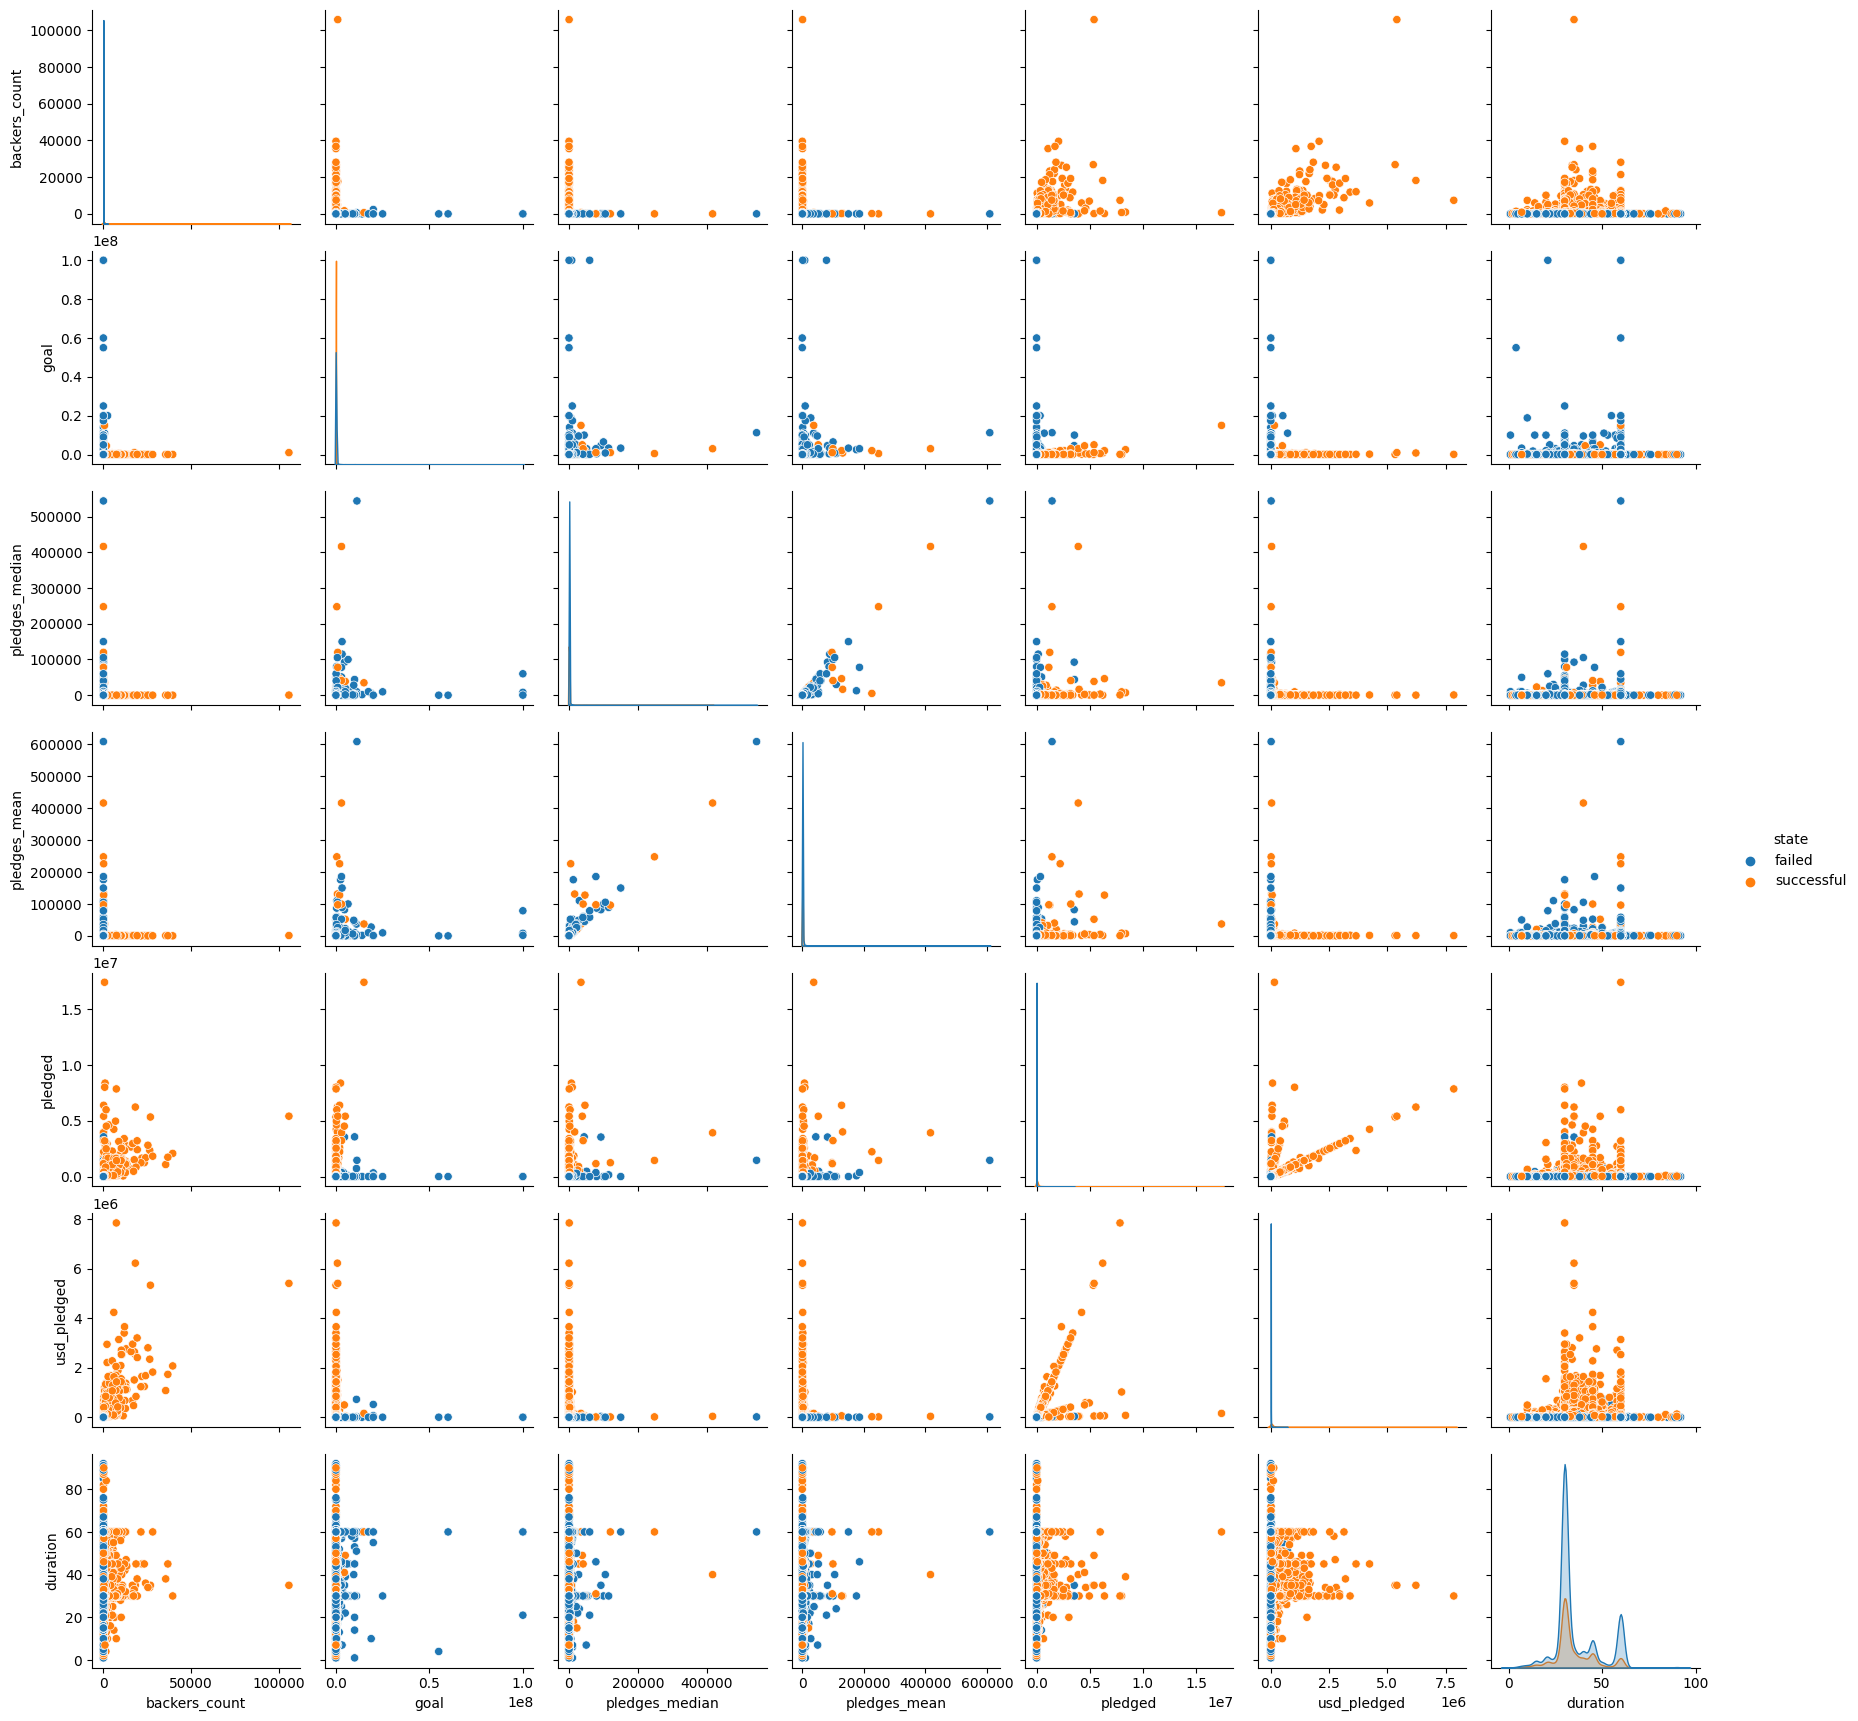 100000
80000
60000
40000
20000
0
backers_count
1e8
1.0
0.8
0.6
0.4
0.2
0.0
goal
500000
400000
300000
200000
100000
0
pledges_median
600000
500000
400000
300000
200000
100000
0
pledges_mean
state
failed
successful
1e7
1.5
1.0
0.5
0.0
pledged
1e6
8
6
4
2
0
usd_pledged
80
60
40
20
0
duration
0 50000 100000
backers_count
0.0 0.5 1.0
goal 1e8
0 200000 400000
pledges_median
0 200000 400000 600000
pledges_mean
0.0 0.5 1.0 1.5
pledged 1e7
0.0 2.5 5.0 7.5
usd_pledged 1e6
0 50 100
duration